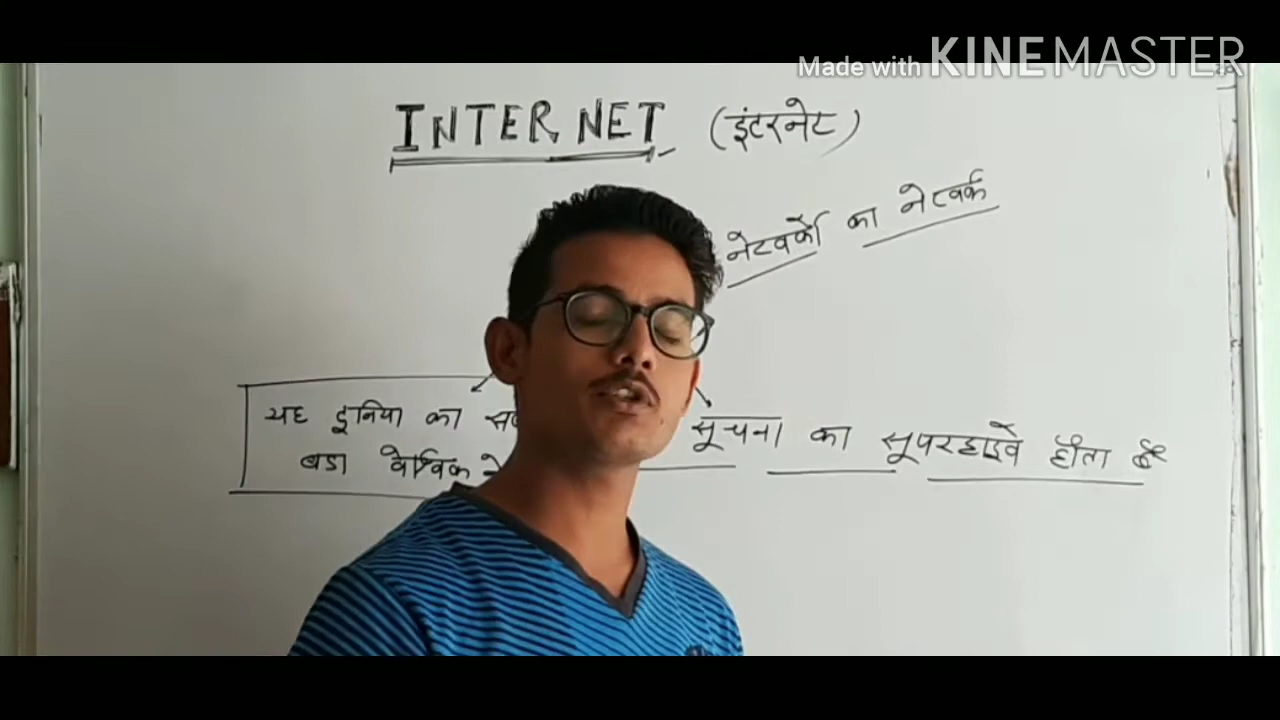 Made with KINEMASTER
INTERNET (इंटरनेट)
नेटवर्को का नेटवर्क
यह दुनिया का
बडा वैश्विक
सूचना का सूपरहाइवे होता है